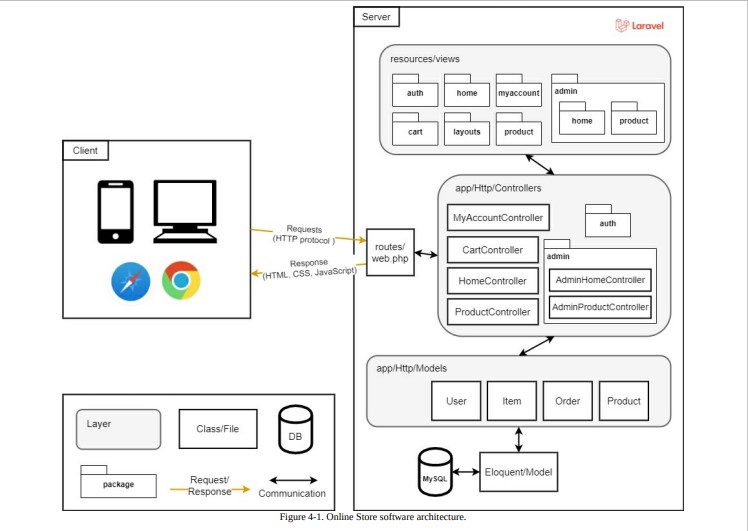 Server
Laravel
resources/views
auth
home
myaccount
admin
home
product
cart
layouts
product
Client
app/Http/Controllers
MyAccountController
auth
Requests
(HTTP protocol )
routes/
web.php
CartController
admin
Response
(HTML, CSS, JavaScript)
HomeController
AdminHomeController
ProductController
AdminProductController
app/Http/Models
User
Item
Order
Product
Layer
Class/File
DB
package
Request/
Response
Communication
MySQL
Eloquent/Model
Figure 4-1. Online Store software architecture.